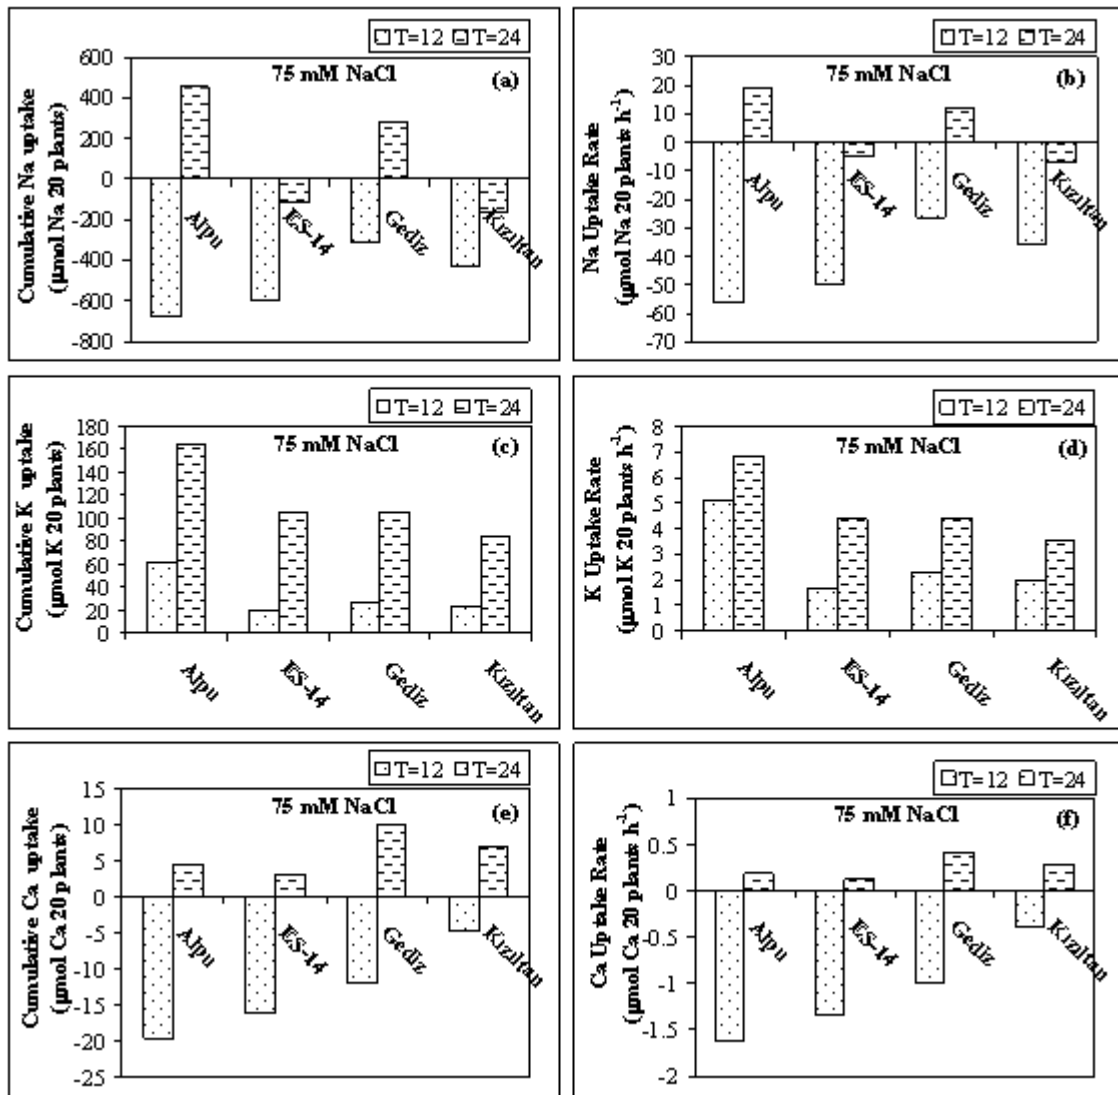 T=12 T=24
75 mM NaCl (a)
Cumulative Na uptake
(µmol Na 20 plants)
600
400
200
0
-200
-400
-600
-800
Alpu
ES-14
Gediz
Kızıltan
T=12 T=24
75 mM NaCl (b)
Na Uptake Rate
(µmol Na 20 plants h⁻¹)
30
20
10
0
-10
-20
-30
-40
-50
-60
-70
Alpu
ES-14
Gediz
Kızıltan
T=12 T=24
75 mM NaCl (c)
Cumulative K uptake
(µmol K 20 plants)
180
160
140
120
100
80
60
40
20
0
Alpu
ES-14
Gediz
Kızıltan
T=12 T=24
75 mM NaCl (d)
K Uptake Rate
(µmol K 20 plants h⁻¹)
8
7
6
5
4
3
2
1
0
Alpu
ES-14
Gediz
Kızıltan
T=12 T=24
75 mM NaCl (e)
Cumulative Ca uptake
(µmol Ca 20 plants)
15
10
5
0
-5
-10
-15
-20
-25
Alpu
ES-14
Gediz
Kızıltan
T=12 T=24
75 mM NaCl (f)
Ca Uptake Rate
(µmol Ca 20 plants h⁻¹)
1
0.5
0
-0.5
-1
-1.5
-2
Alpu
ES-14
Gediz
Kızıltan